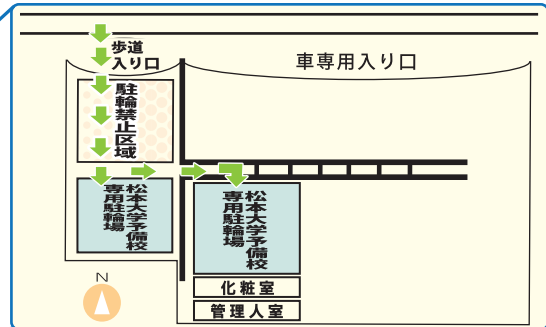 歩道
入り口
車専用入り口
駐輪禁止区域
松本大学予備校
専用駐輪場
松本大学予備校
専用駐輪場
化粧室
管理人室
N